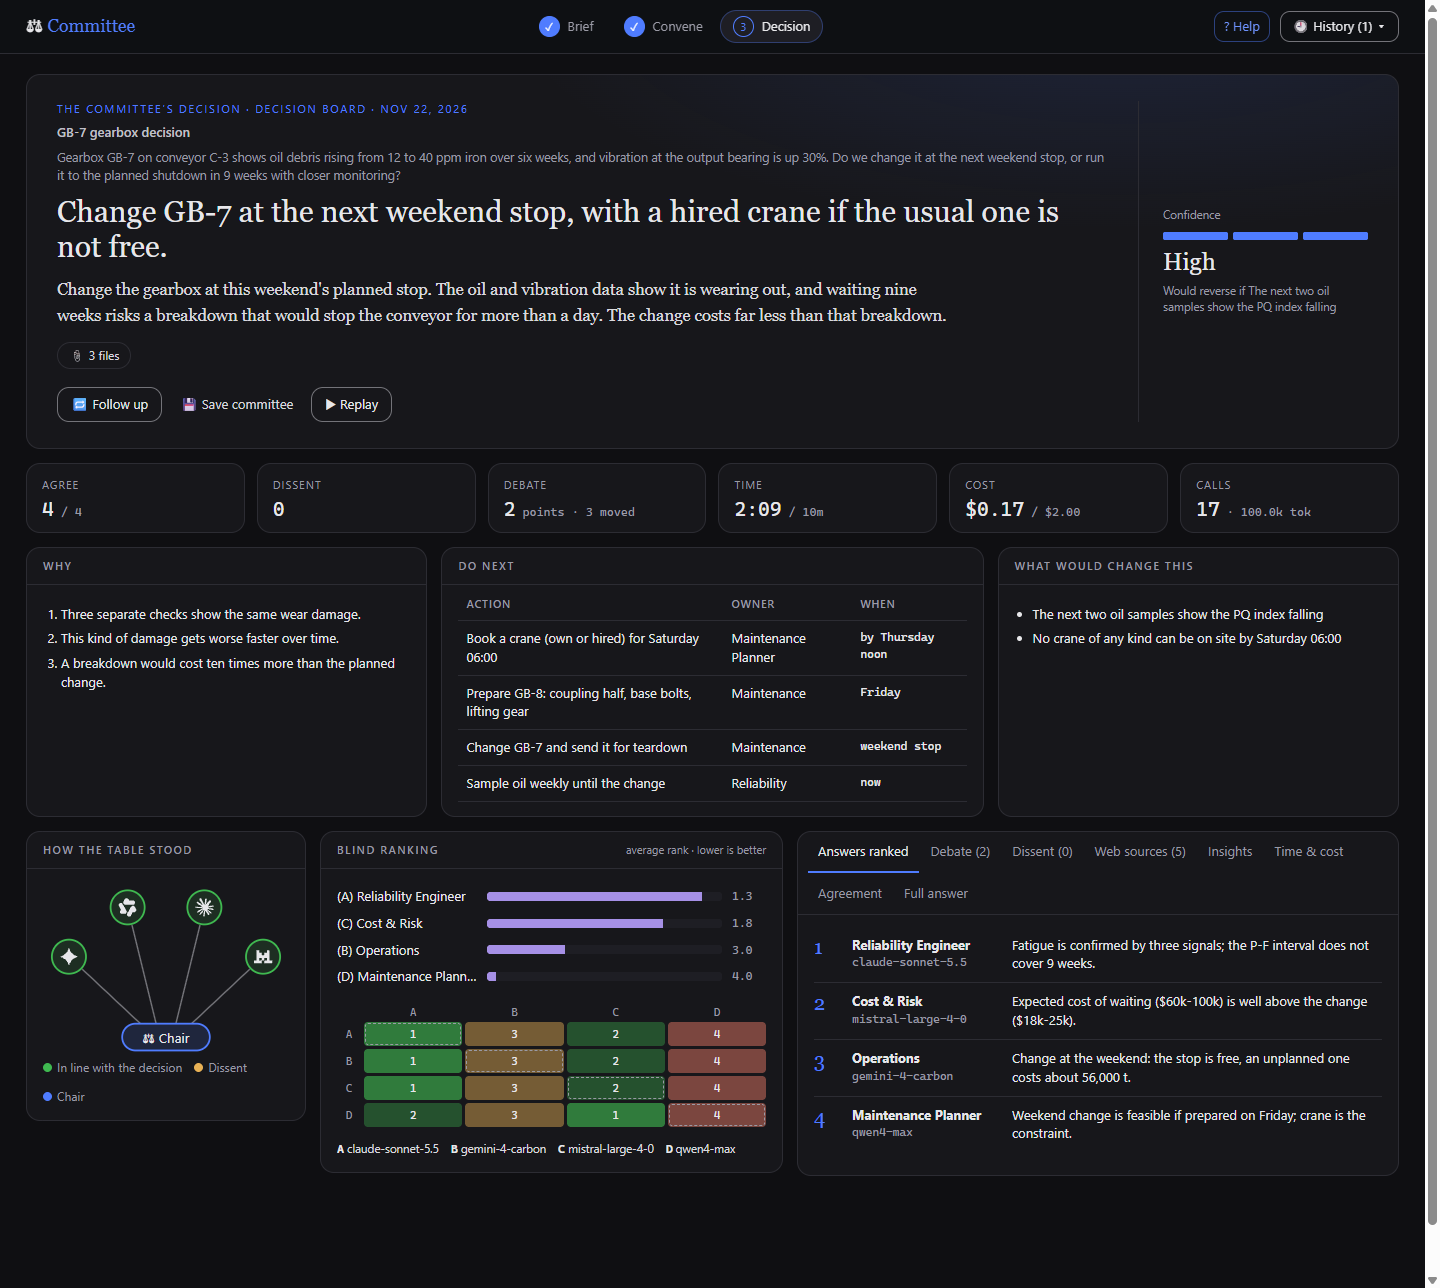 Committee
Brief
Convene
3 Decision
? Help
History (1)
THE COMMITTEE'S DECISION · DECISION BOARD · NOV 22, 2026
GB-7 gearbox decision
Gearbox GB-7 on conveyor C-3 shows oil debris rising from 12 to 40 ppm iron over six weeks, and vibration at the output bearing is up 30%. Do we change it at the next weekend stop, or run
it to the planned shutdown in 9 weeks with closer monitoring?
Change GB-7 at the next weekend stop, with a hired crane if the usual one is
not free.
Change the gearbox at this weekend's planned stop. The oil and vibration data show it is wearing out, and waiting nine
weeks risks a breakdown that would stop the conveyor for more than a day. The change costs far less than that breakdown.
3 files
Follow up
Save committee
Replay
Confidence
High
Would reverse if The next two oil
samples show the PQ index falling
AGREE
4 / 4
DISSENT
0
DEBATE
2 points · 3 moved
TIME
2:09 / 10m
COST
$0.17 / $2.00
CALLS
17 · 100.0k tok
WHY
1. Three separate checks show the same wear damage.
2. This kind of damage gets worse faster over time.
3. A breakdown would cost ten times more than the planned
change.
DO NEXT
ACTION OWNER WHEN
Book a crane (own or hired) for Saturday
06:00
Maintenance
Planner
by Thursday
noon
Prepare GB-8: coupling half, base bolts,
lifting gear
Maintenance
Friday
Change GB-7 and send it for teardown Maintenance weekend stop
Sample oil weekly until the change Reliability now
WHAT WOULD CHANGE THIS
• The next two oil samples show the PQ index falling
• No crane of any kind can be on site by Saturday 06:00
HOW THE TABLE STOOD
Chair
In line with the decision
Dissent
Chair
BLIND RANKING
average rank · lower is better
(A) Reliability Engineer 1.3
(C) Cost & Risk 1.8
(B) Operations 3.0
(D) Maintenance Plann... 4.0
A B C D
A 1 3 2 4
B 1 3 2 4
C 1 3 2 4
D 2 3 1 4
A claude-sonnet-5.5 B gemini-4-carbon C mistral-large-4-0 D qwen4-max
Answers ranked
Debate (2)
Dissent (0)
Web sources (5)
Insights
Time & cost
Agreement
Full answer
1
Reliability Engineer
claude-sonnet-5.5
Fatigue is confirmed by three signals; the P-F interval does not
cover 9 weeks.
2
Cost & Risk
mistral-large-4-0
Expected cost of waiting ($60k-100k) is well above the change
($18k-25k).
3
Operations
gemini-4-carbon
Change at the weekend: the stop is free, an unplanned one
costs about 56,000 t.
4
Maintenance Planner
qwen4-max
Weekend change is feasible if prepared on Friday; crane is the
constraint.